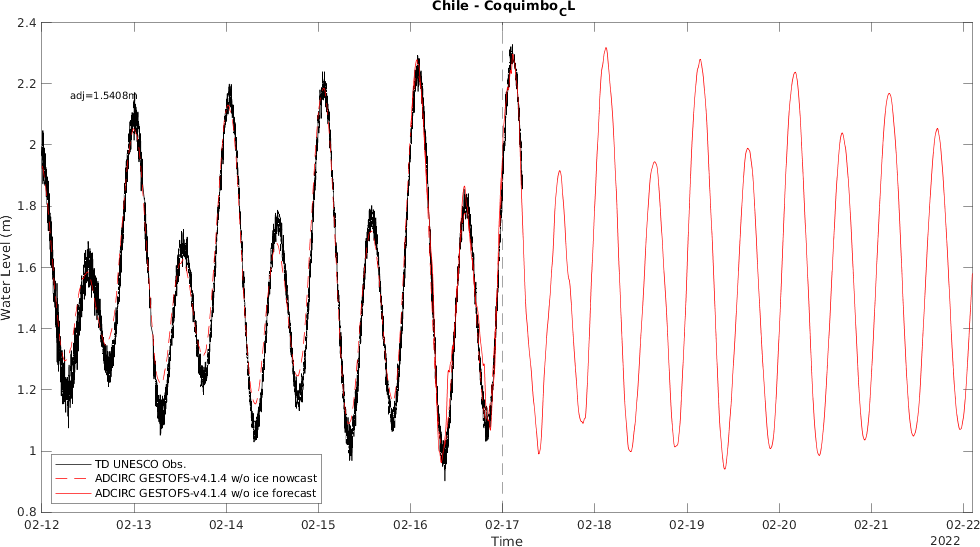 Chile - Coquimbo_CL
2.4
2.2
adj=1.5408m
2
1.8
Water Level (m)
1.6
1.4
1.2
1
TD UNESCO Obs.
ADCIRC GESTOFS-v4.1.4 w/o ice nowcast
ADCIRC GESTOFS-v4.1.4 w/o ice forecast
0.8
02-12 02-13 02-14 02-15 02-16 02-17 02-18 02-19 02-20 02-21 02-22
Time
2022